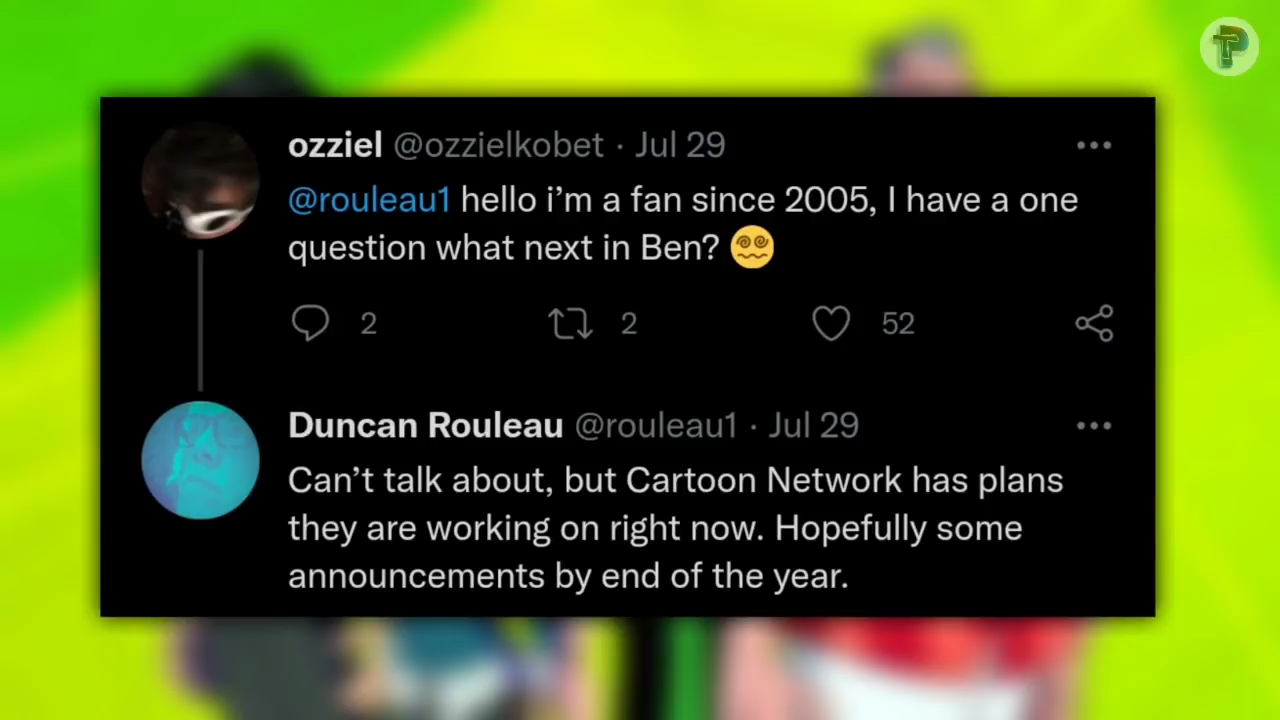 ozziel @ozzielkobet · Jul 29
@rouleau1 hello i’m a fan since 2005, I have a one
question what next in Ben? 😵‍💫
2 2 52
Duncan Rouleau @rouleau1 · Jul 29
Can’t talk about, but Cartoon Network has plans
they are working on right now. Hopefully some
announcements by end of the year.